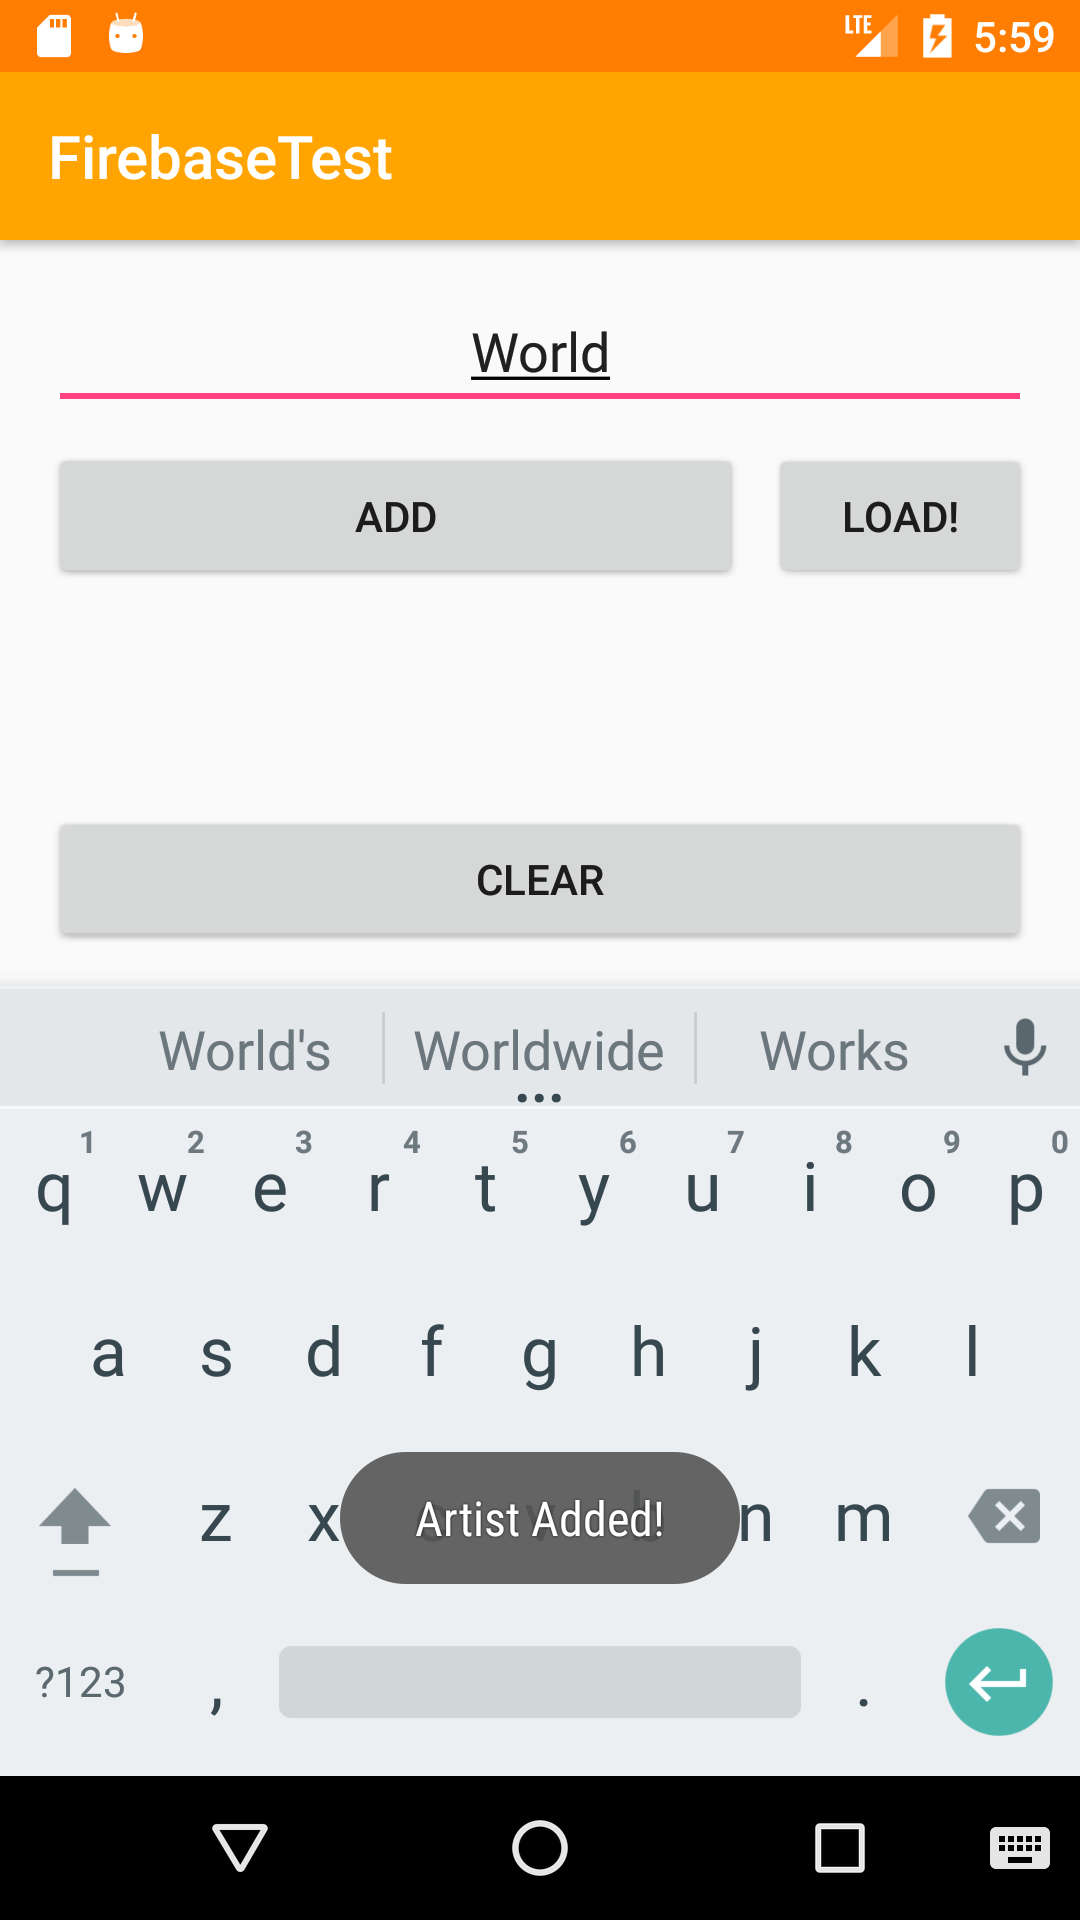 LTE 5:59
FirebaseTest
World
ADD LOAD!
CLEAR
World's Worldwide Works
1 2 3 4 5 6 7 8 9 0
q w e r t y u i o p
a s d f g h j k l
z x c v b n m
Artist Added!
?123 , .